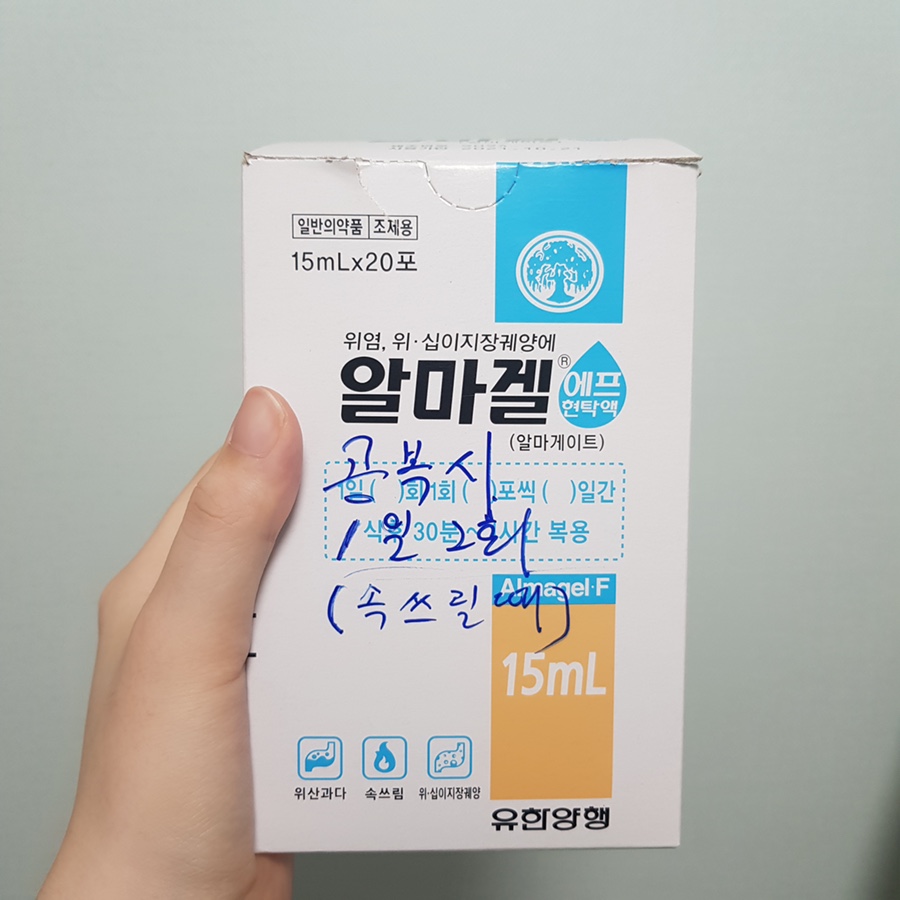 일반의약품 조제용
15mLx20포
위염, 위·십이지장궤양에
알마겔® 에프
현탁액
(알마게이트)
공복시
1일( )회 1회( )포씩( )일간
1일 2회
식후 30분~ 시간 복용
(속쓰릴때)
Almagel·F
15mL
위산과다 속쓰림 위·십이지장궤양
유한양행